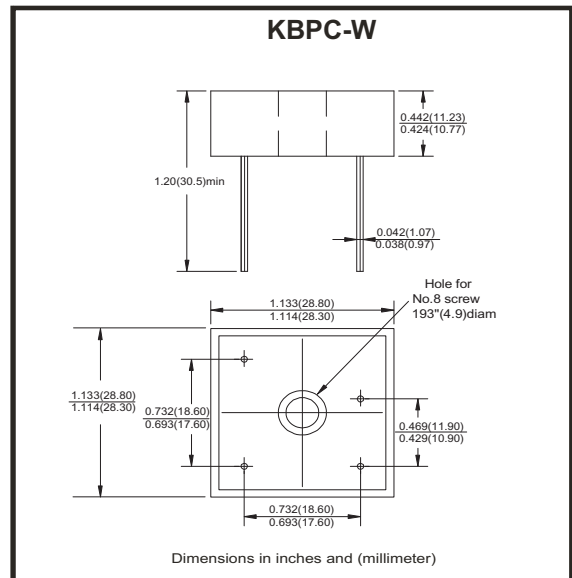 KBPC-W
0.442(11.23)
0.424(10.77)
1.20(30.5)min
0.042(1.07)
0.038(0.97)
Hole for
No.8 screw
193"(4.9)diam
1.133(28.80)
1.114(28.30)
1.133(28.80)
1.114(28.30)
0.732(18.60)
0.693(17.60)
0.469(11.90)
0.429(10.90)
0.732(18.60)
0.693(17.60)
Dimensions in inches and (millimeter)